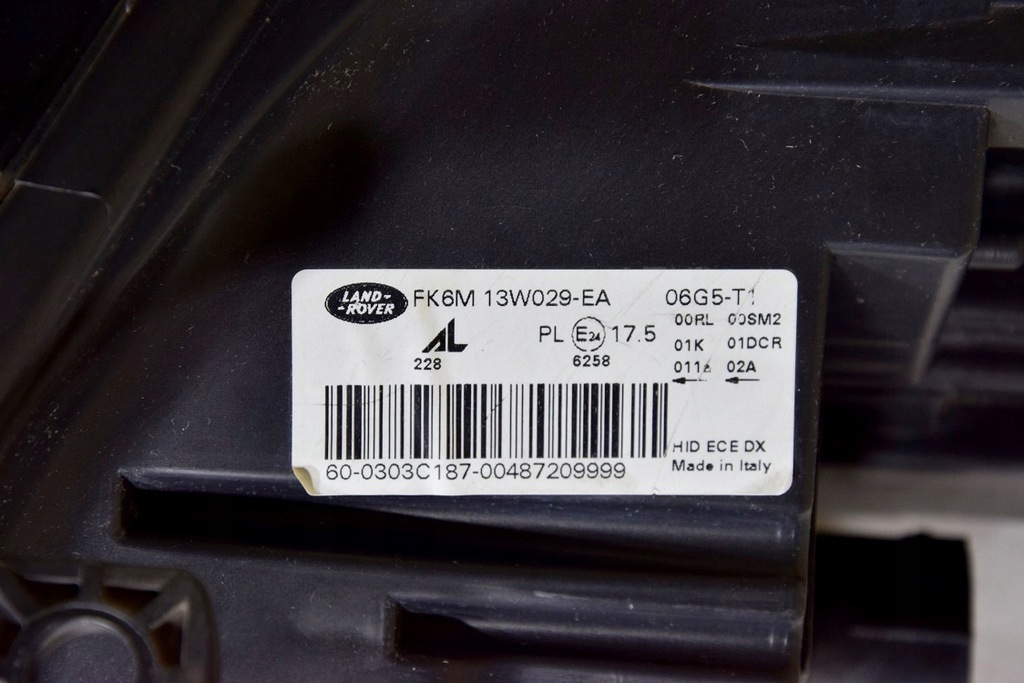 LAND-
-ROVER
FK6M 13W029-EA 06G5-T1
00RL 00SM2
AL PL E24 17.5
01K 01DCR
228 6258
02A
HID ECE DX
60-0303C187-00487209999 Made in Italy